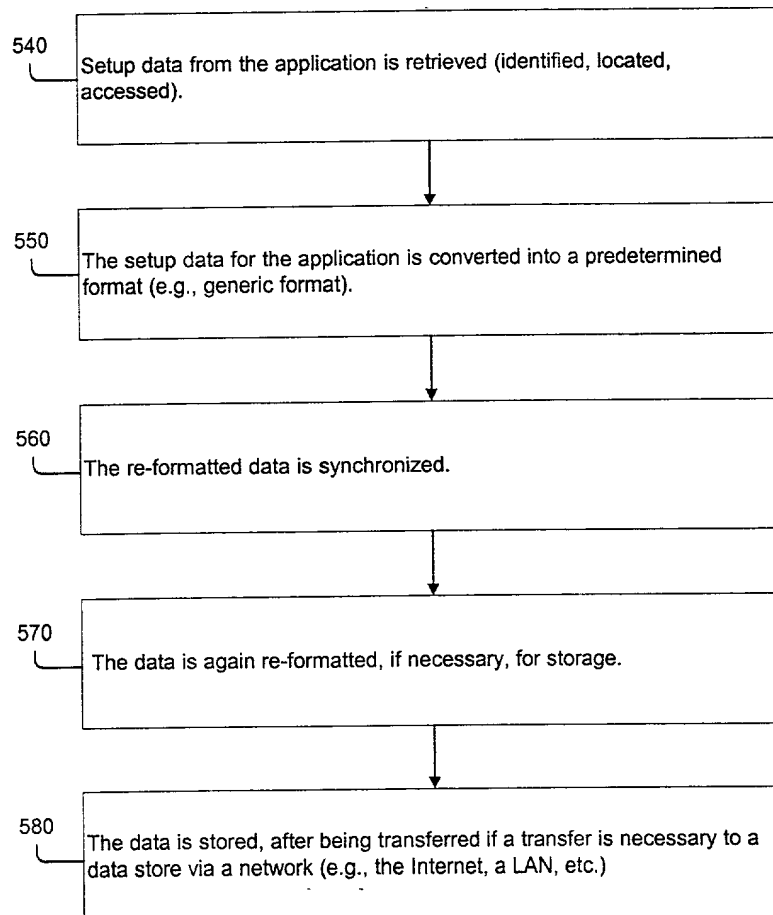 540
Setup data from the application is retrieved (identified, located,
accessed).
550
The setup data for the application is converted into a predetermined
format (e.g., generic format).
560
The re-formatted data is synchronized.
570
The data is again re-formatted, if necessary, for storage.
580
The data is stored, after being transferred if a transfer is necessary to a
data store via a network (e.g., the Internet, a LAN, etc.)